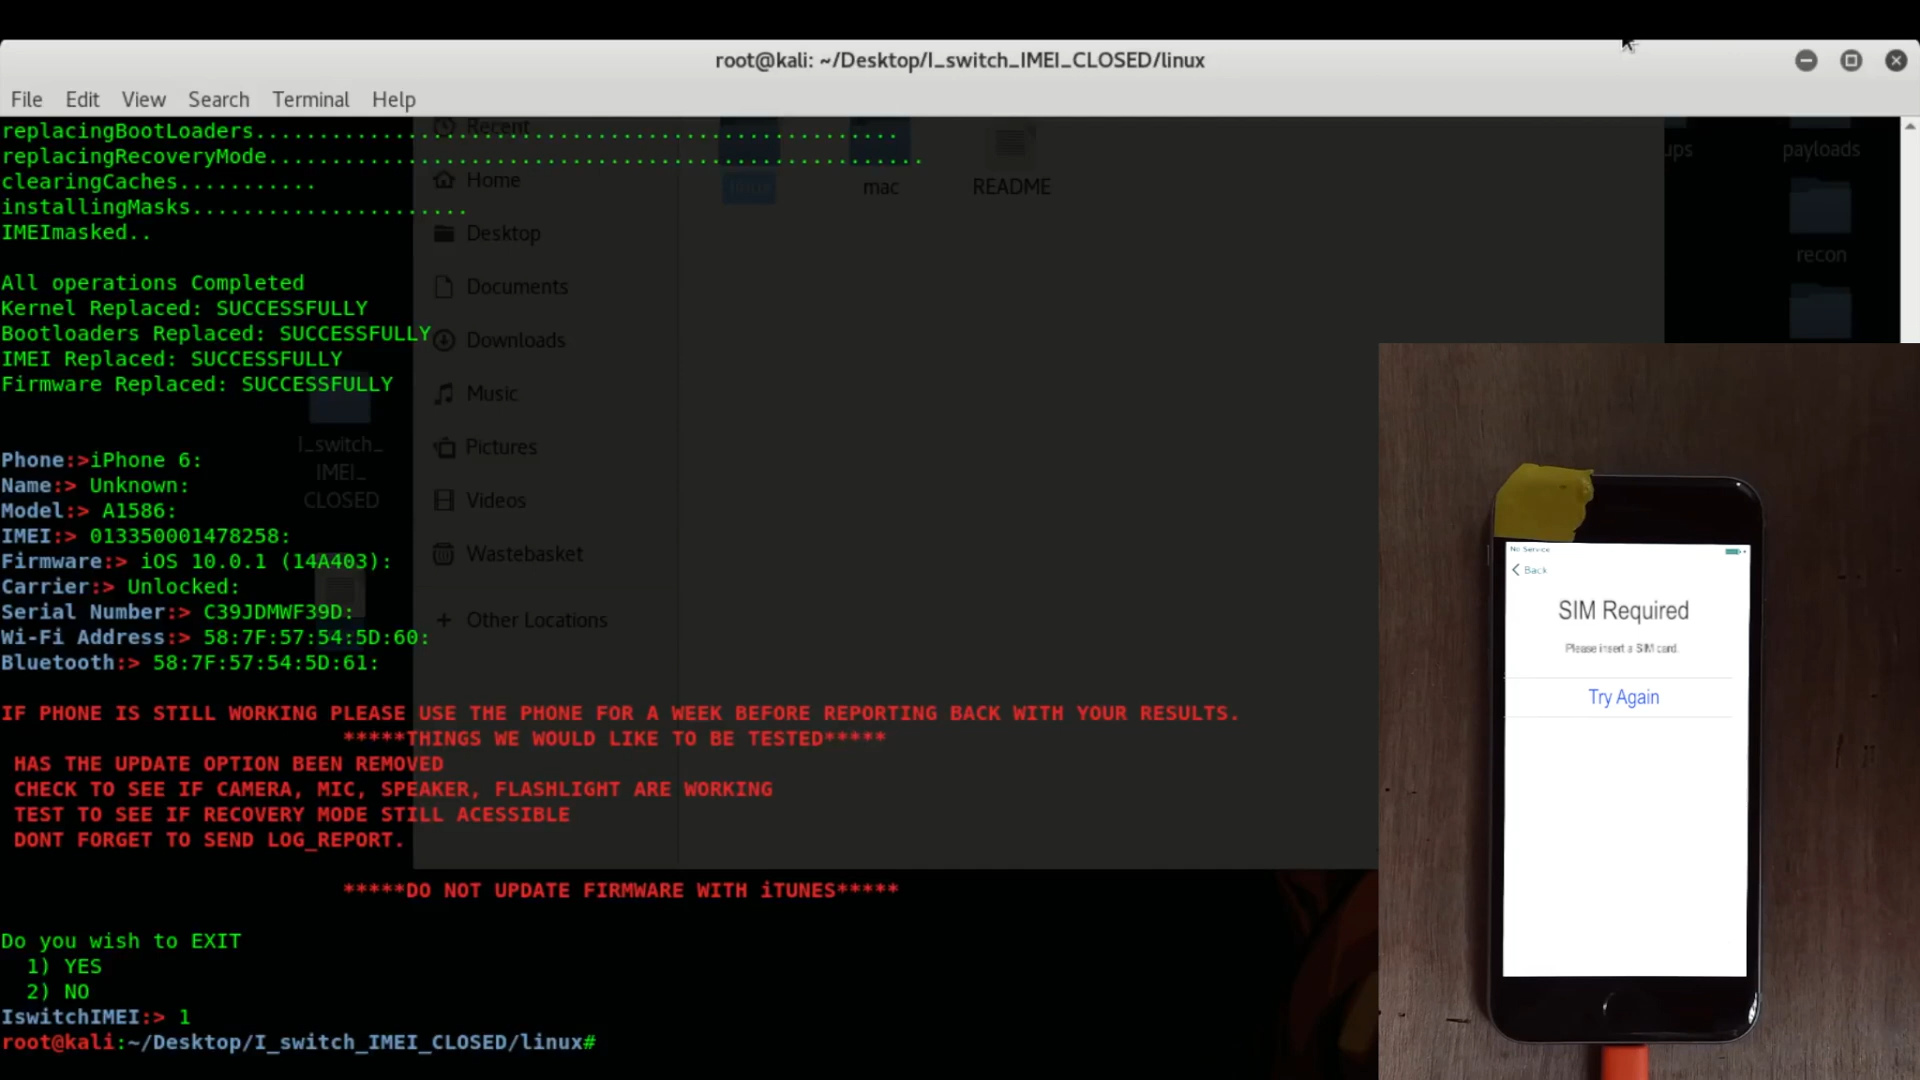 root@kali: ~/Desktop/I_switch_IMEI_CLOSED/linux
File Edit View Search Terminal Help
replacingBootLoaders...................................................
replacingRecoveryMode....................................................
clearingCaches...........
installingMasks......................
IMEImasked..
All operations Completed
Kernel Replaced: SUCCESSFULLY
Bootloaders Replaced: SUCCESSFULLY
IMEI Replaced: SUCCESSFULLY
Firmware Replaced: SUCCESSFULLY
Phone:>iPhone 6:
Name:> Unknown:
Model:> A1586:
IMEI:> 013350001478258:
Firmware:> iOS 10.0.1 (14A403):
Carrier:> Unlocked:
Serial Number:> C39JDMWF39D:
Wi-Fi Address:> 58:7F:57:54:5D:60:
Bluetooth:> 58:7F:57:54:5D:61:
IF PHONE IS STILL WORKING PLEASE USE THE PHONE FOR A WEEK BEFORE REPORTING BACK WITH YOUR RESULTS.
*****THINGS WE WOULD LIKE TO BE TESTED*****
HAS THE UPDATE OPTION BEEN REMOVED
CHECK TO SEE IF CAMERA, MIC, SPEAKER, FLASHLIGHT ARE WORKING
TEST TO SEE IF RECOVERY MODE STILL ACESSIBLE
DONT FORGET TO SEND LOG_REPORT.
*****DO NOT UPDATE FIRMWARE WITH iTUNES*****
Do you wish to EXIT
1) YES
2) NO
IswitchIMEI:> 1
root@kali:~/Desktop/I_switch_IMEI_CLOSED/linux#
Recent
Home
Desktop
Documents
Downloads
Music
Pictures
Videos
Wastebasket
+ Other Locations
linux
mac
README
I_switch_
IMEI_
CLOSED
ups
payloads
recon
No Service
Back
SIM Required
Please insert a SIM card.
Try Again